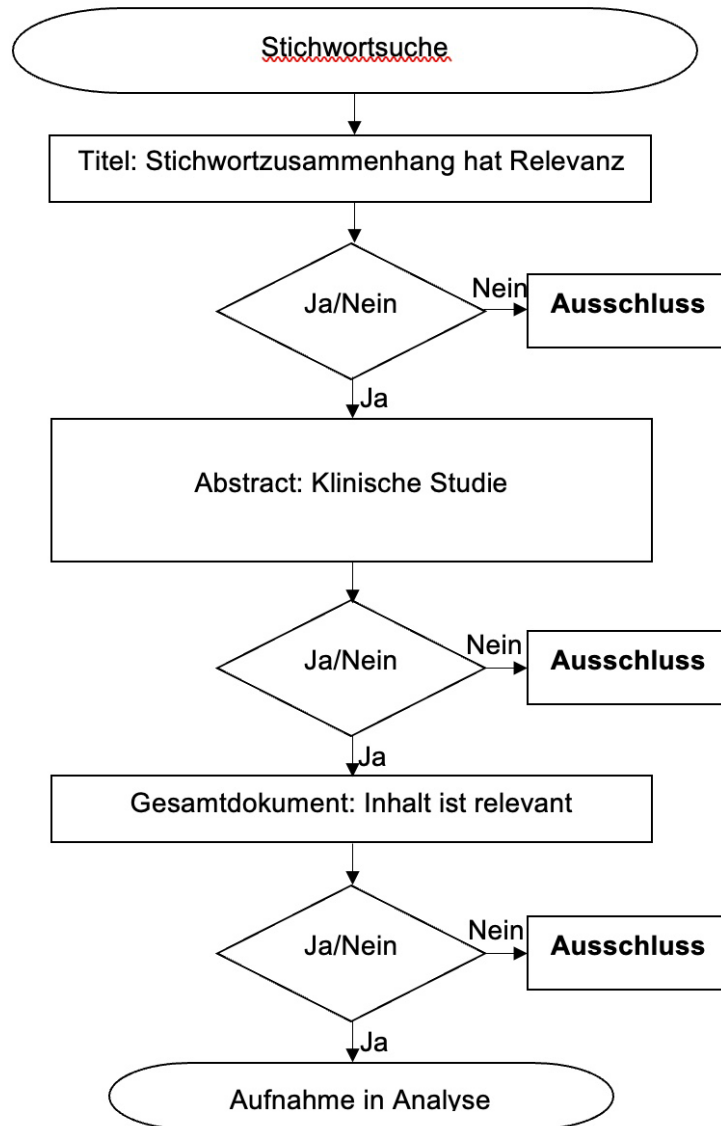 Stichwortsuche
Titel: Stichwortzusammenhang hat Relevanz
Ja/Nein
Nein
Ausschluss
Ja
Abstract: Klinische Studie
Ja/Nein
Nein
Ausschluss
Ja
Gesamtdokument: Inhalt ist relevant
Ja/Nein
Nein
Ausschluss
Ja
Aufnahme in Analyse